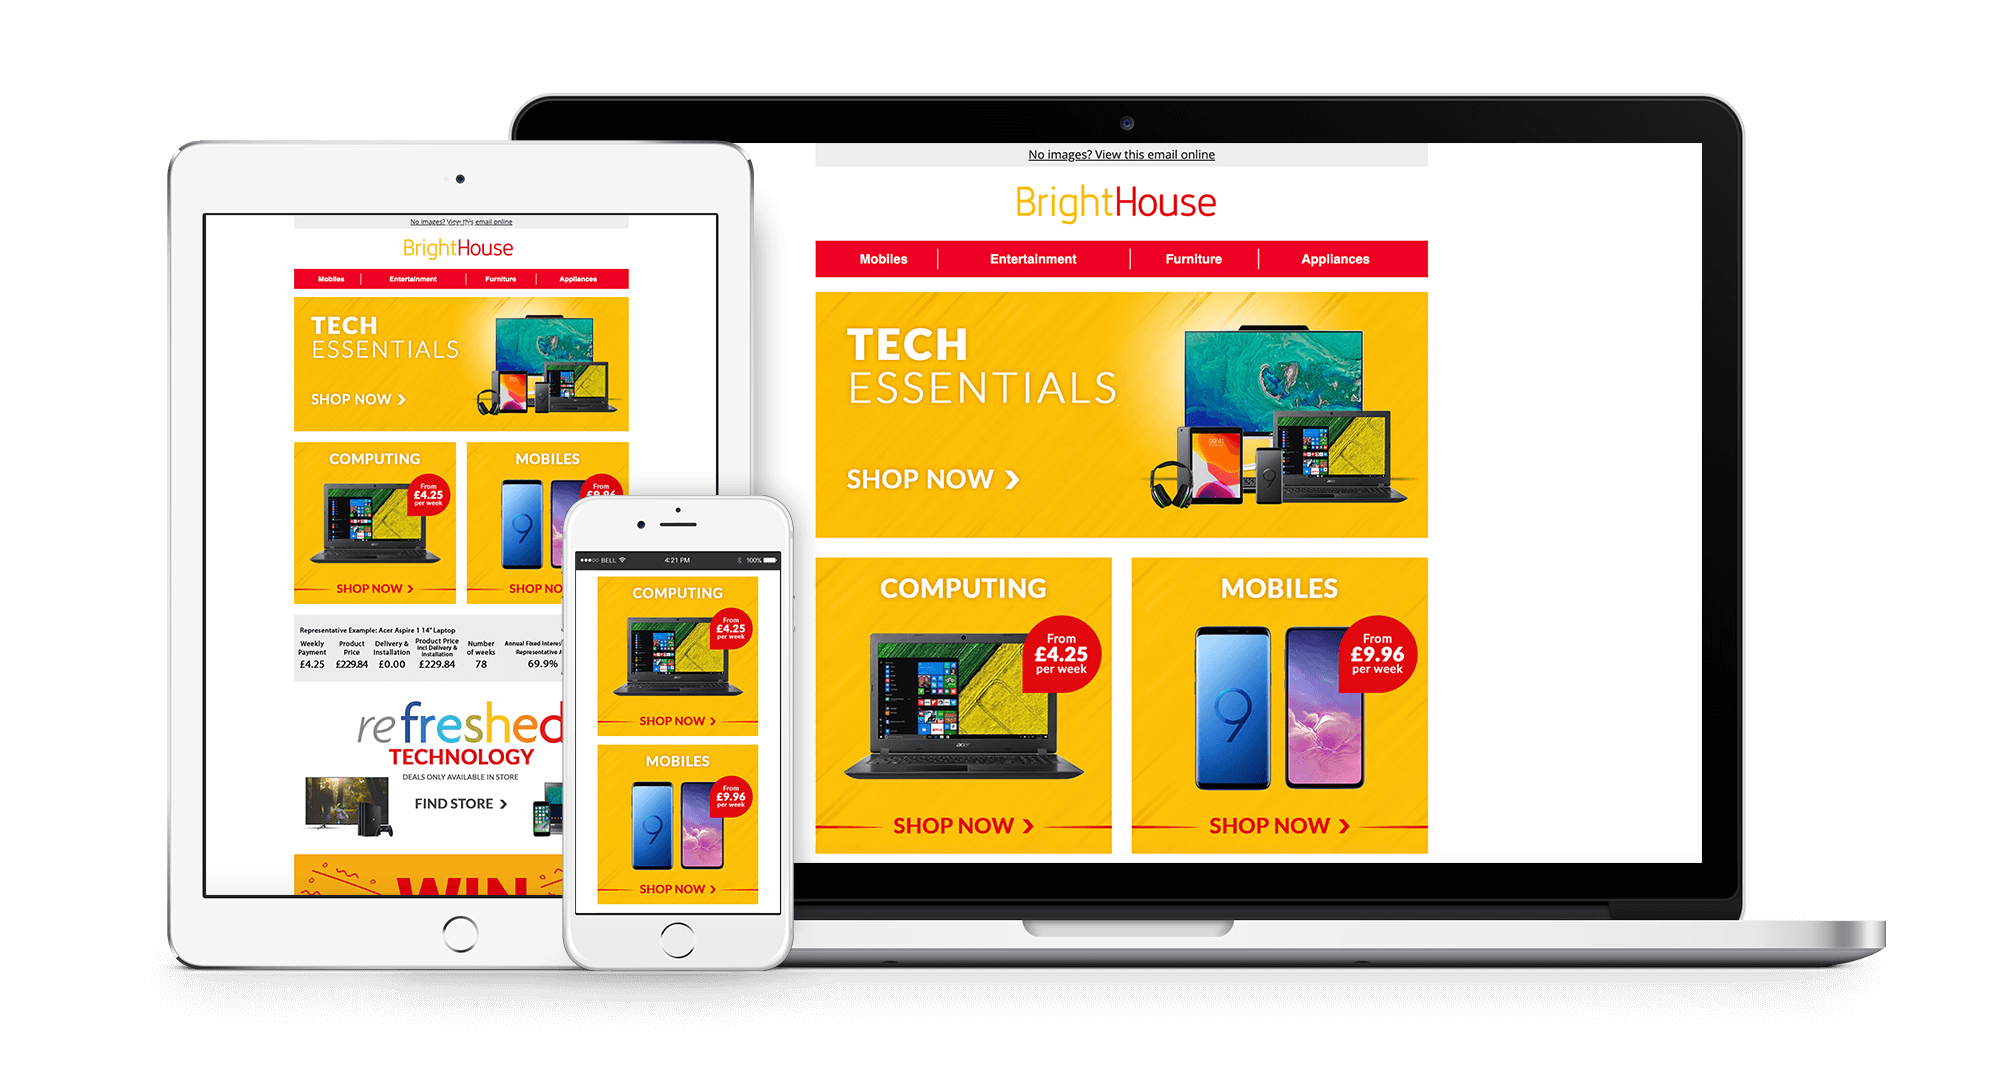 No images? View this email online
BrightHouse
Mobiles Entertainment Furniture Appliances
TECH
ESSENTIALS
SHOP NOW
COMPUTING
From
£4.25
per week
SHOP NOW
MOBILES
£9.96
SHOP NO
Representative Example: Acer Aspire 1 14" Laptop
Weekly Payment Product Price Delivery & Installation Product Price incl Delivery & Installation Number of weeks Annual Fixed Representative
£4.25 £229.84 £0.00 £229.84 78 69.9%
refreshed
TECHNOLOGY
DEALS ONLY AVAILABLE IN STORE
FIND STORE
WIN
BELL 4:21 PM 100%
COMPUTING
From
£4.25
per week
SHOP NOW
MOBILES
From
£9.96
per week
9
SHOP NOW
No images? View this email online
BrightHouse
Mobiles Entertainment Furniture Appliances
TECH
ESSENTIALS
SHOP NOW
COMPUTING
From
£4.25
per week
acer
SHOP NOW
MOBILES
From
£9.96
per week
9
SHOP NOW